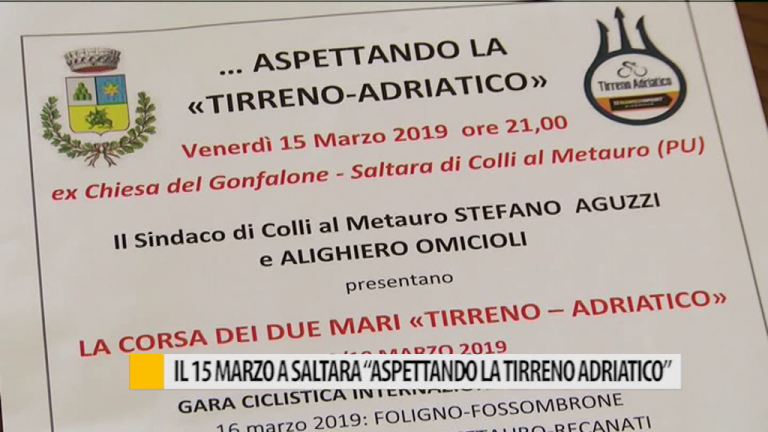 ... ASPETTANDO LA
«TIRRENO-ADRIATICO»
Tirreno Adriatico
Venerdì 15 Marzo 2019 ore 21,00
ex Chiesa del Gonfalone - Saltara di Colli al Metauro (PU)
Il Sindaco di Colli al Metauro STEFANO AGUZZI
e ALIGHIERO OMICIOLI
presentano
LA CORSA DEI DUE MARI «TIRRENO – ADRIATICO»
MARZO 2019
IL 15 MARZO A SALTARA “ASPETTANDO LA TIRRENO ADRIATICO”
GARA CICLISTICA
16 marzo 2019: FOLIGNO-FOSSOMBRONE
-RECANATI